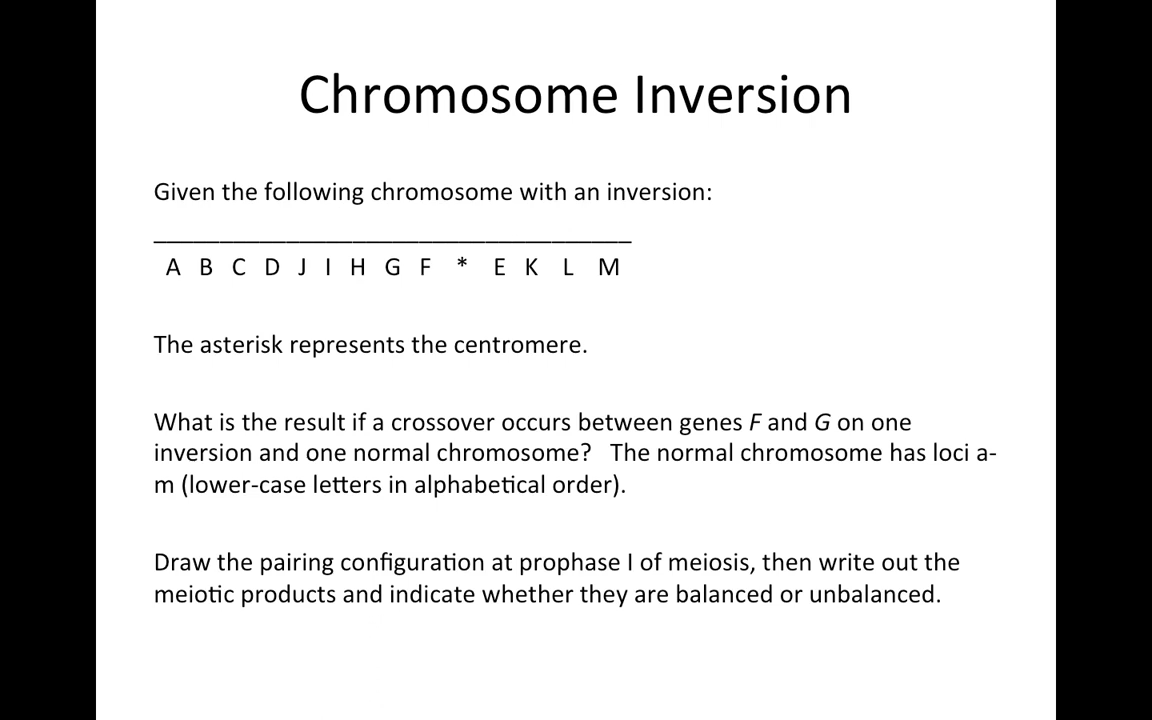 Chromosome Inversion
Given the following chromosome with an inversion:
___________________________________
A B C D J I H G F * E K L M
The asterisk represents the centromere.
What is the result if a crossover occurs between genes F and G on one
inversion and one normal chromosome? The normal chromosome has loci a-
m (lower-case letters in alphabetical order).
Draw the pairing configuration at prophase I of meiosis, then write out the
meiotic products and indicate whether they are balanced or unbalanced.